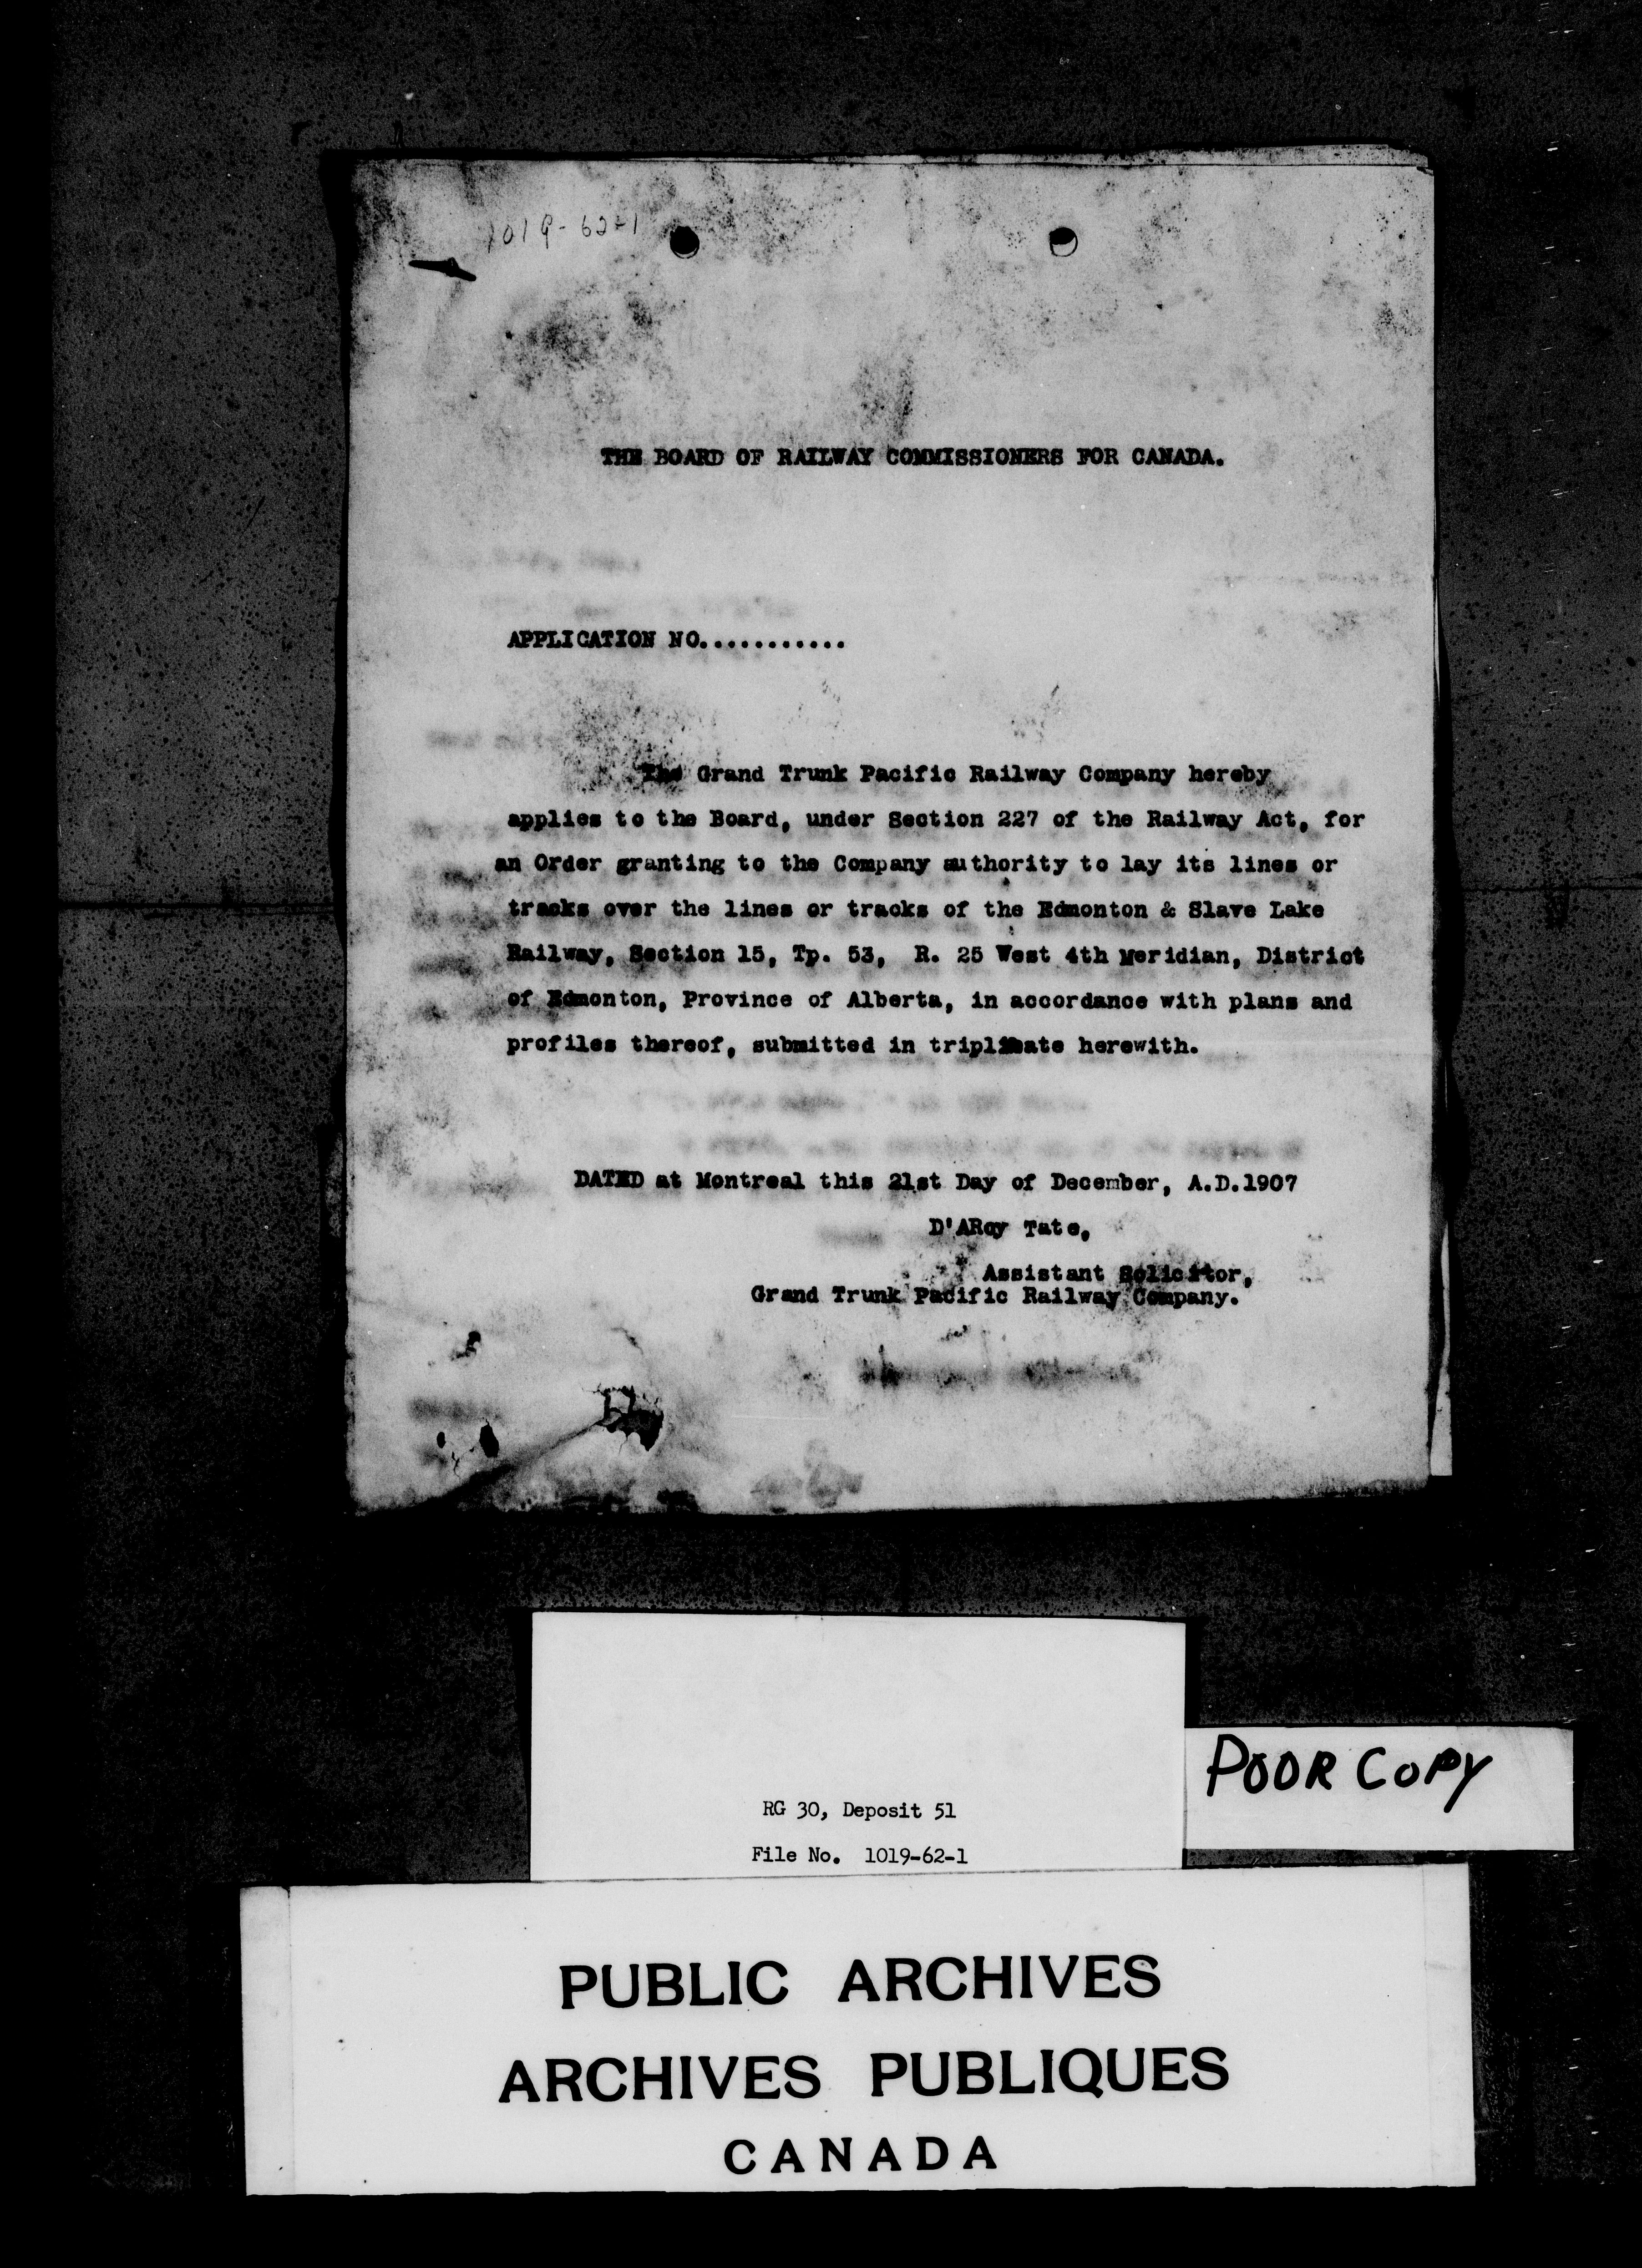 1019-62-1
THE BOARD OF RAILWAY COMMISSIONERS FOR CANADA.
APPLICATION NO...........
The Grand Trunk Pacific Railway Company hereby
applies to the Board, under Section 227 of the Railway Act, for
an Order granting to the Company authority to lay its lines or
tracks over the lines or tracks of the Edmonton & Slave Lake
Railway, Section 15, Tp. 53, R. 25 West 4th Meridian, District
of Edmonton, Province of Alberta, in accordance with plans and
profiles thereof, submitted in triplicate herewith.
DATED at Montreal this 21st Day of December, A.D.1907
D'ARcy Tate,
Assistant Solicitor,
Grand Trunk Pacific Railway Company.
POOR COPY
RG 30, Deposit 51
File No. 1019-62-1
PUBLIC ARCHIVES
ARCHIVES PUBLIQUES
CANADA